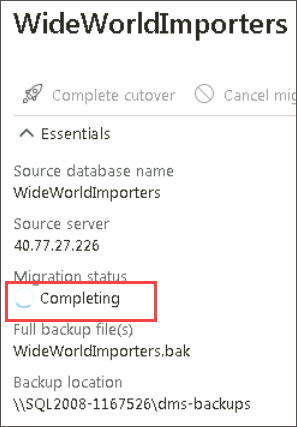 WideWorldImporters
Complete cutover Cancel mig
Essentials
Source database name
WideWorldImporters
Source server
40.77.27.226
Migration status
Completing
Full backup file(s)
WideWorldImporters.bak
Backup location
\\SQL2008-1167526\dms-backups